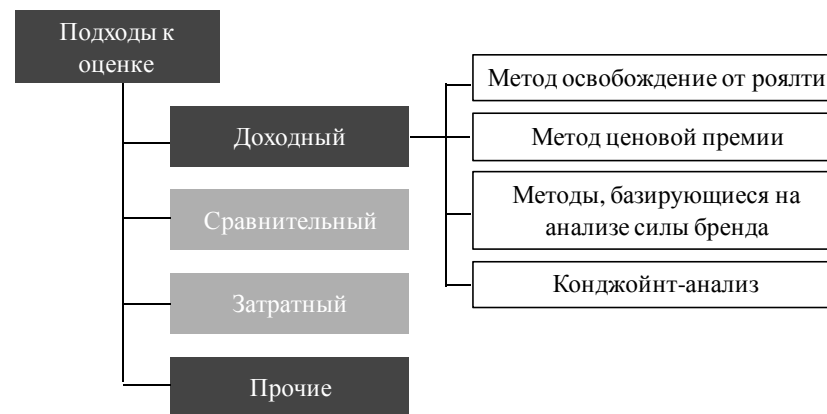 Подходы к
оценке
Метод освобождение от роялти
Доходный
Метод ценовой премии
Сравнительный
Методы, базирующиеся на
анализе силы бренда
Затратный
Конджойнт-анализ
Прочие